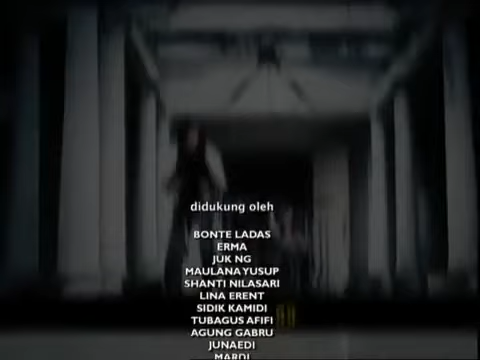 didukung oleh
BONTE LADAS
ERMA
JUK NG
MAULANA YUSUP
SHANTI NILASARI
LINA ERENT
SIDIK KAMIDI
TUBAGUS AFIFI
AGUNG GABRU
JUNAEDI
MARDI